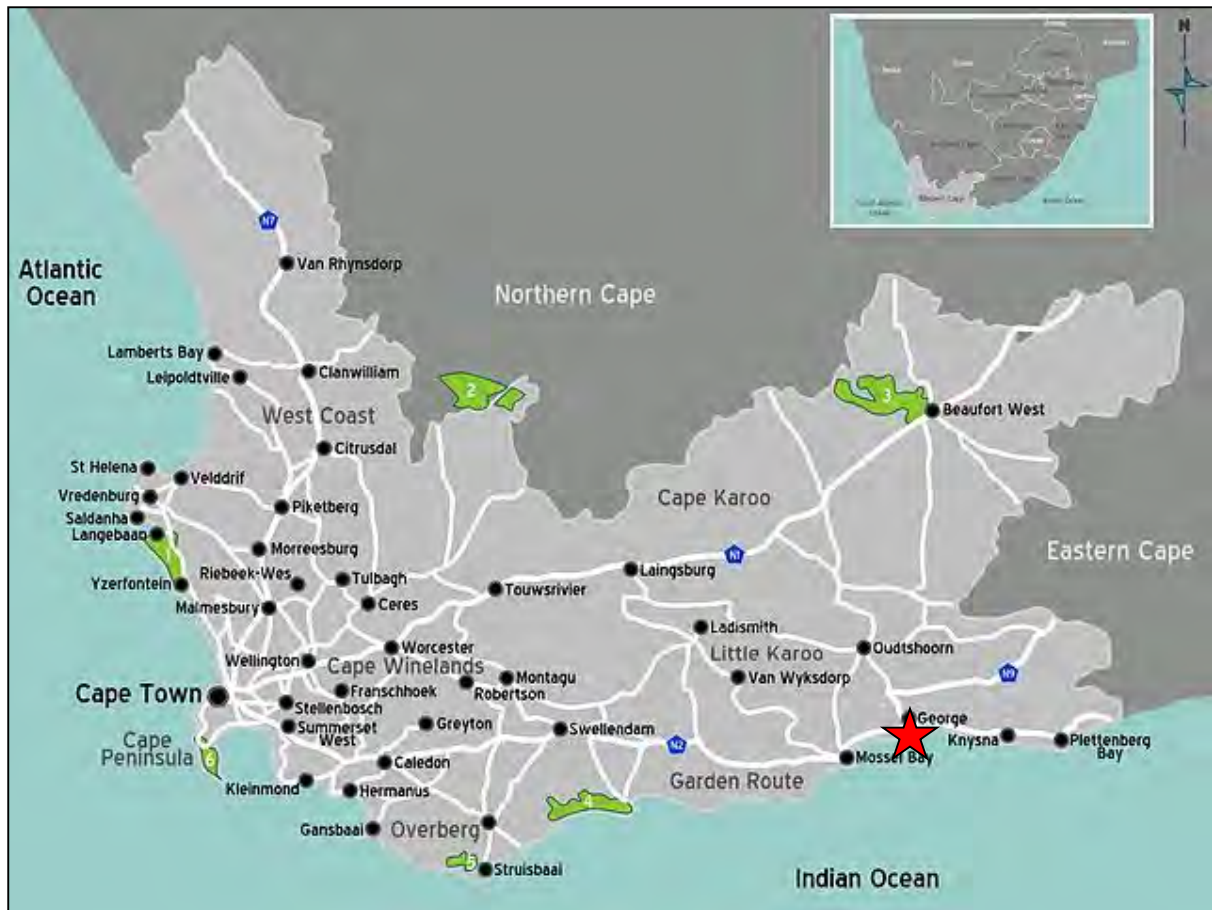 N
Atlantic
Ocean
N7
Van Rhynsdorp
Northern Cape
Lamberts Bay
Leipoldtville
Clanwilliam
West Coast
2
3
Beaufort West
Citrusdal
St Helena
Velddrif
Vredenburg
Saldanha
Langebaan
Piketberg
Cape Karoo
Eastern Cape
Morreesburg
Riebeek-Wes
Tulbagh
Yzerfontein
Malmesbury
Ceres
Touwsrivier
Laingsburg
N1
Ladismith
Little Karoo
Oudtshoorn
Worcester
Wellington
Cape Winelands
Montagu
Robertson
Van Wyksdorp
N9
Cape Town
Franschhoek
Stellenbosch
Summerset
West
Greyton
Swellendam
N2
George
Knysna
Plettenberg
Bay
Mossel Bay
Cape
Peninsula
6
Caledon
Garden Route
Kleinmond
Hermanus
4
Gansbaai
Overberg
5
Struisbaai
Indian Ocean